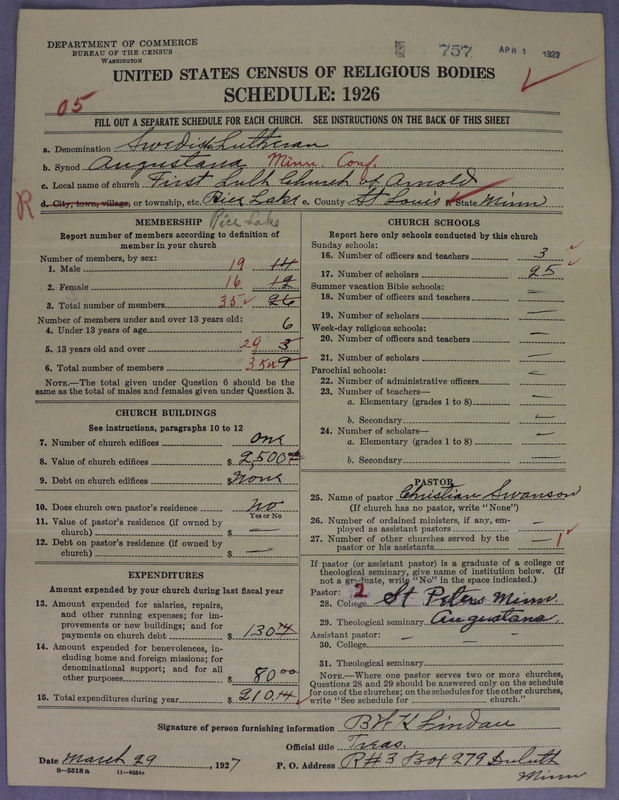 DEPARTMENT OF COMMERCE
BUREAU OF THE CENSUS
WASHINGTON
757 APR 1 1927
UNITED STATES CENSUS OF RELIGIOUS BODIES
SCHEDULE: 1926
05
FILL OUT A SEPARATE SCHEDULE FOR EACH CHURCH. SEE INSTRUCTIONS ON THE BACK OF THIS SHEET
a. Denomination Swedish Lutheran
b. Synod Augustana Minn. Conf.
c. Local name of church First Luth Church of Arnold
R d. City, town, village, or township, etc. Rice Lake e. County St Louis State Minn
MEMBERSHIP Rice Lake
Report number of members according to definition of
member in your church
Number of members, by sex:
1. Male 19 14
2. Female 16 12
3. Total number of members 35 26
Number of members under and over 13 years old:
4. Under 13 years of age 6
5. 13 years old and over 29 3
6. Total number of members 35 9
NOTE.—The total given under Question 6 should be the
same as the total of males and females given under Question 3.
CHURCH BUILDINGS
See instructions, paragraphs 10 to 12
7. Number of church edifices one
8. Value of church edifices $ 2,500
9. Debt on church edifices $ None
10. Does church own pastor's residence? no
Yes or No
11. Value of pastor's residence (if owned by
church) $ —
12. Debt on pastor's residence (if owned by
church) $ —
EXPENDITURES
Amount expended by your church during last fiscal year
13. Amount expended for salaries, repairs,
and other running expenses; for im-
provements or new buildings; and for
payments on church debt $ 130
14. Amount expended for benevolences, in-
cluding home and foreign missions; for
denominational support; and for all
other purposes $ 80 00
15. Total expenditures during year $ 210
CHURCH SCHOOLS
Report here only schools conducted by this church
Sunday schools:
16. Number of officers and teachers 3
17. Number of scholars 25
Summer vacation Bible schools:
18. Number of officers and teachers —
19. Number of scholars —
Week-day religious schools:
20. Number of officers and teachers —
21. Number of scholars —
Parochial schools:
22. Number of administrative officers —
23. Number of teachers—
a. Elementary (grades 1 to 8) —
b. Secondary —
24. Number of scholars—
a. Elementary (grades 1 to 8) —
b. Secondary —
PASTOR
25. Name of pastor Christian Swanson
(If church has no pastor, write "None")
26. Number of ordained ministers, if any, em-
ployed as assistant pastors —
27. Number of other churches served by the
pastor or his assistants — 1
If pastor (or assistant pastor) is a graduate of a college or
theological seminary, give name of institution below. (If
not a graduate, write "No" in the space indicated.)
Pastor: 2
28. College St Peters Minn.
29. Theological seminary Augustana
Assistant pastor:
30. College —
31. Theological seminary
NOTE.—Where one pastor serves two or more churches,
Questions 28 and 29 should be answered only on the schedule
for one of the churches; on the schedules for the other churches,
write "See schedule for church."
Signature of person furnishing information Lindau
Official title Treas.
Date March 29, 1927 P. O. Address R#3 Box 279 Duluth
Minn
8—5518a 11—9054c